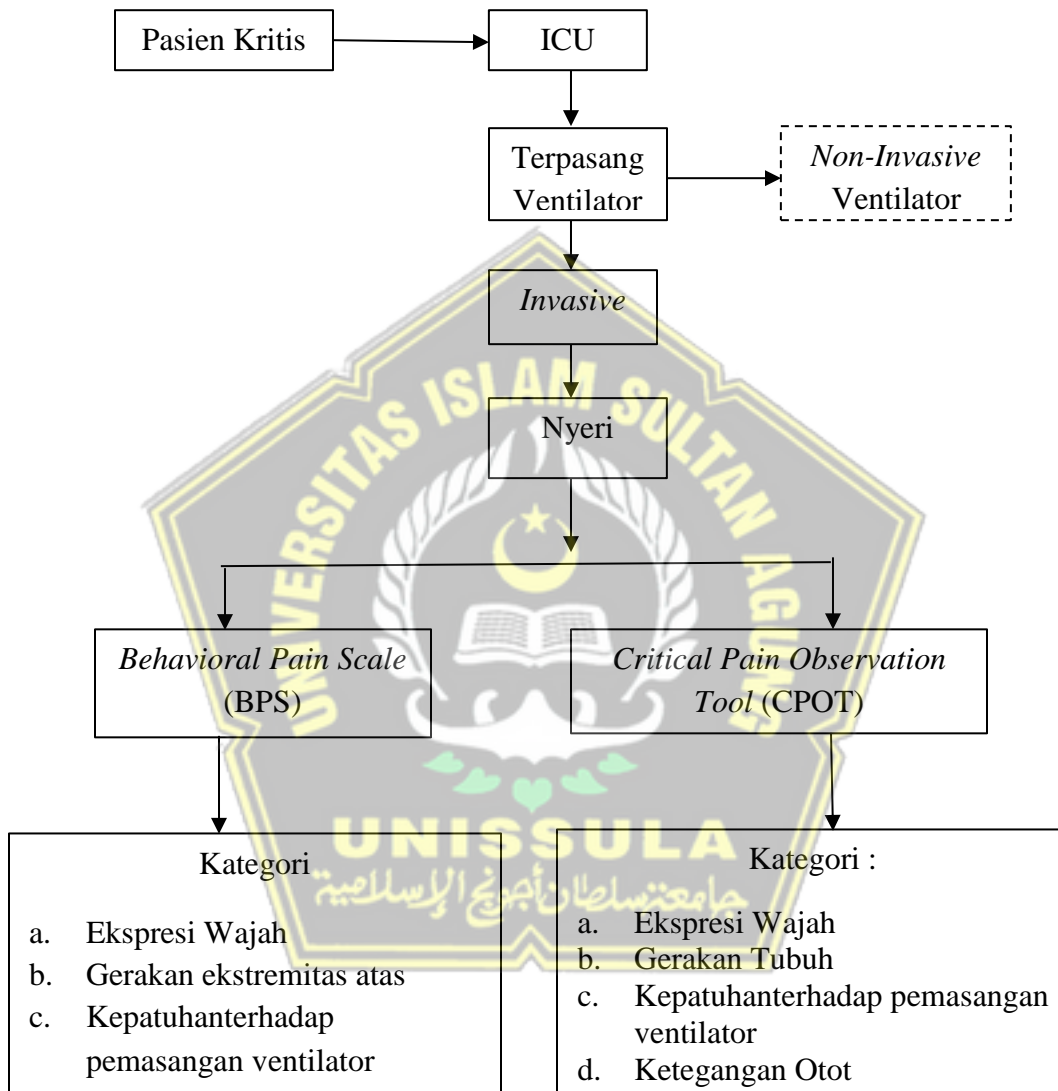 Pasien Kritis
ICU
Terpasang
Ventilator
Non-Invasive
Ventilator
Invasive
Nyeri
UNIVERSITAS ISLAM SULTAN AGUNG
Behavioral Pain Scale
(BPS)
Critical Pain Observation
Tool (CPOT)
UNISSULA
جامعتسلطان أجونج الإسلامية
Kategori
a. Ekspresi Wajah
b. Gerakan ekstremitas atas
c. Kepatuhanterhadap
pemasangan ventilator
Kategori :
a. Ekspresi Wajah
b. Gerakan Tubuh
c. Kepatuhanterhadap pemasangan
ventilator
d. Ketegangan Otot